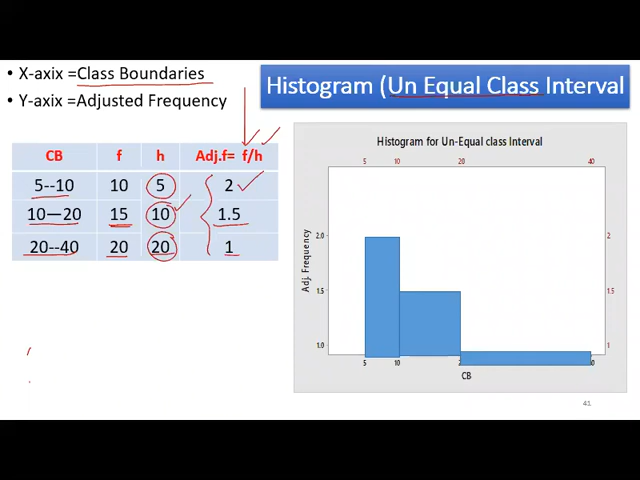 • X-axix =Class Boundaries
• Y-axix =Adjusted Frequency
Histogram (Un Equal Class Interval
CB f h Adj.f= f/h
5--10 10 5 2
10—20 15 10 1.5
20--40 20 20 1
Histogram for Un-Equal class Interval
5 10 20 40
2.0 2
1.5 1.5
1.0 1
Adj. Frequency
5 10 2 0
CB
41